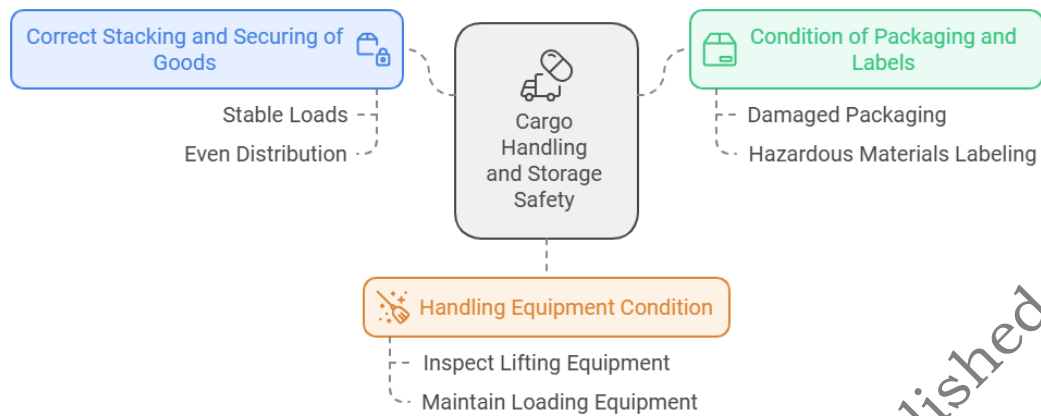 Correct Stacking and Securing of
Goods
Stable Loads
Even Distribution
Cargo
Handling
and Storage
Safety
Condition of Packaging and
Labels
Damaged Packaging
Hazardous Materials Labeling
Handling Equipment Condition
Inspect Lifting Equipment
Maintain Loading Equipment
lished